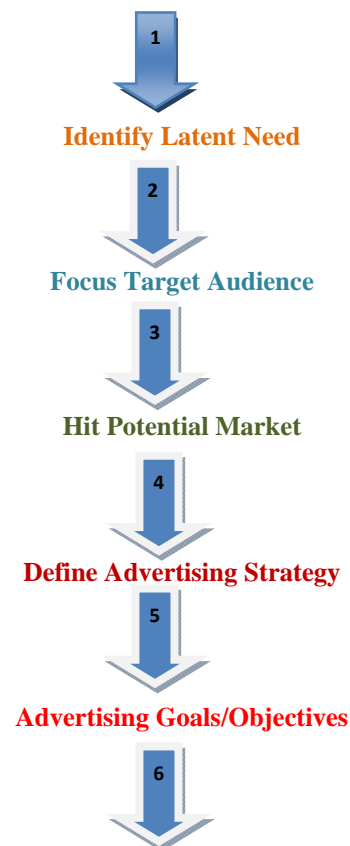 1
Identify Latent Need
2
Focus Target Audience
3
Hit Potential Market
4
Define Advertising Strategy
5
Advertising Goals/Objectives
6